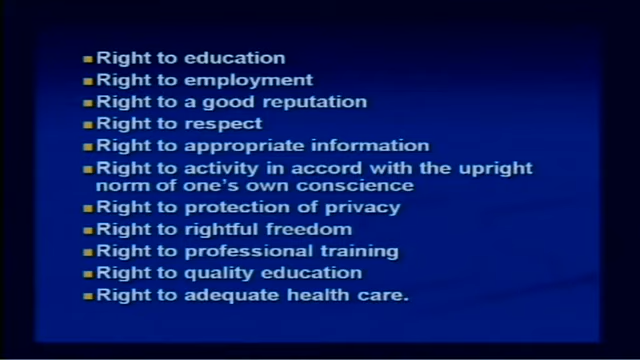 Right to education
Right to employment
Right to a good reputation
Right to respect
Right to appropriate information
Right to activity in accord with the upright
norm of one's own conscience
Right to protection of privacy
Right to rightful freedom
Right to professional training
Right to quality education
Right to adequate health care.